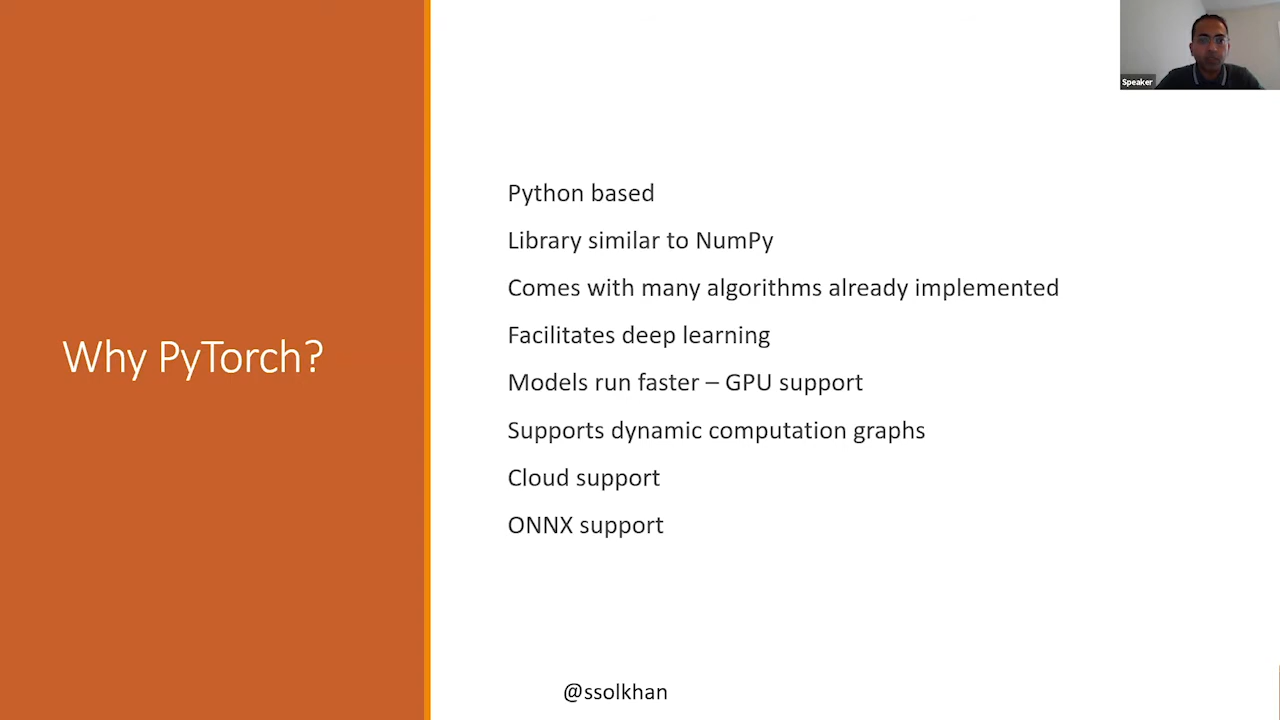 Speaker
Why PyTorch?
Python based
Library similar to NumPy
Comes with many algorithms already implemented
Facilitates deep learning
Models run faster – GPU support
Supports dynamic computation graphs
Cloud support
ONNX support
@ssolkhan